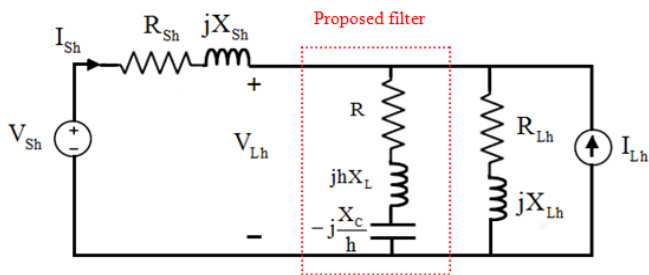 Proposed filter
I_Sh
R_Sh
jX_Sh
+
R
R_Lh
V_Sh
+
−
V_Lh
I_Lh
jhX_L
jX_Lh
−
−j X_c/h